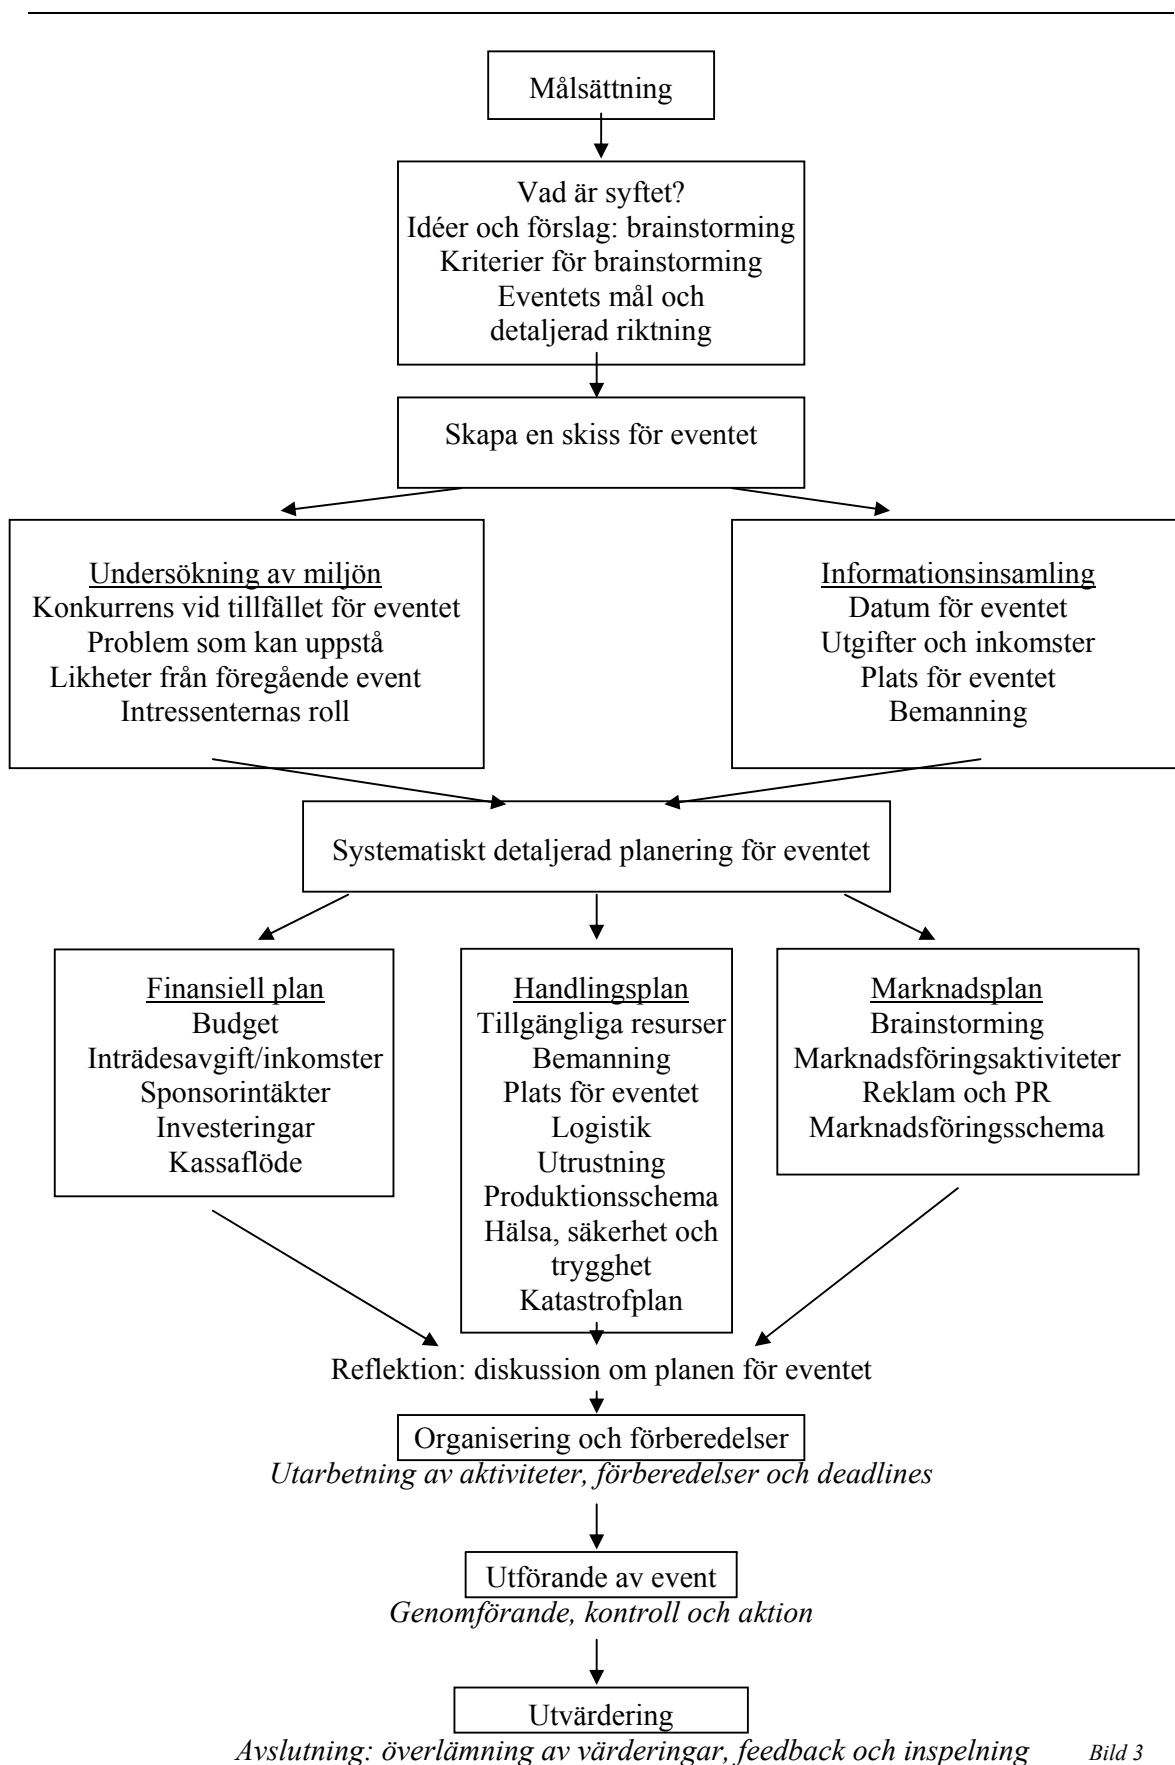 Målsättning
Vad är syftet?
Idéer och förslag: brainstorming
Kriterier för brainstorming
Eventets mål och
detaljerad riktning
Skapa en skiss för eventet
Undersökning av miljön
Konkurrens vid tillfället för eventet
Problem som kan uppstå
Likheter från föregående event
Intressenternas roll
Informationsinsamling
Datum för eventet
Utgifter och inkomster
Plats för eventet
Bemanning
Systematiskt detaljerad planering för eventet
Finansiell plan
Budget
Inträdesavgift/inkomster
Sponsorintäkter
Investeringar
Kassaflöde
Handlingsplan
Tillgängliga resurser
Bemanning
Plats för eventet
Logistik
Utrustning
Produktionsschema
Hälsa, säkerhet och
trygghet
Katastrofplan
Marknadsplan
Brainstorming
Marknadsföringsaktiviteter
Reklam och PR
Marknadsföringsschema
Reflektion: diskussion om planen för eventet
Organisering och förberedelser
Utarbetning av aktiviteter, förberedelser och deadlines
Utförande av event
Genomförande, kontroll och aktion
Utvärdering
Avslutning: överlämning av värderingar, feedback och inspelning
Bild 3